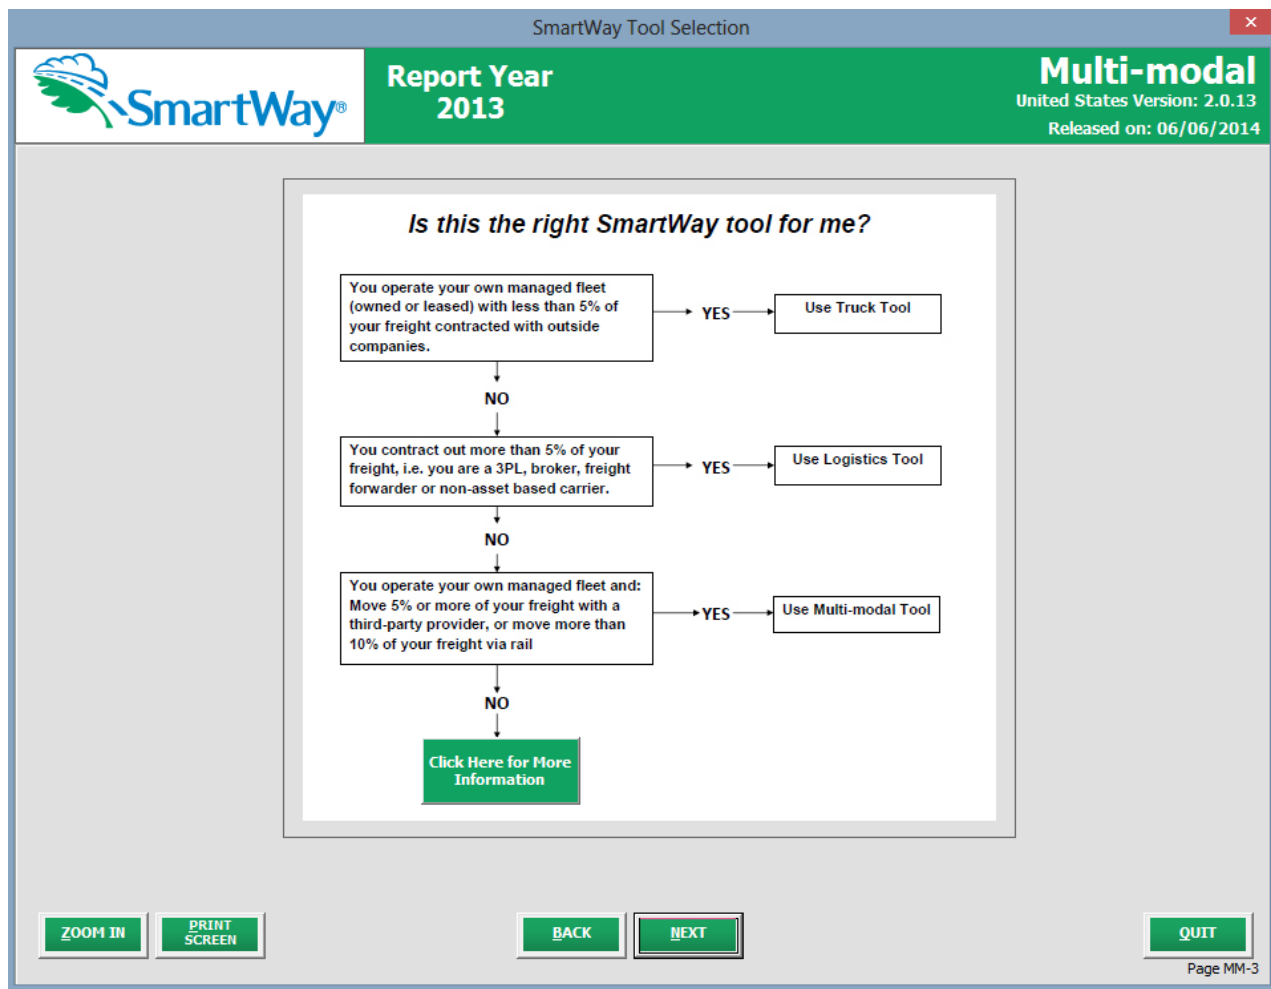 SmartWay Tool Selection
SmartWay®
Report Year
2013
Multi-modal
United States Version: 2.0.13
Released on: 06/06/2014
Is this the right SmartWay tool for me?
You operate your own managed fleet
(owned or leased) with less than 5% of
your freight contracted with outside
companies.
YES
Use Truck Tool
NO
You contract out more than 5% of your
freight, i.e. you are a 3PL, broker, freight
forwarder or non-asset based carrier.
YES
Use Logistics Tool
NO
You operate your own managed fleet and:
Move 5% or more of your freight with a
third-party provider, or move more than
10% of your freight via rail
YES
Use Multi-modal Tool
NO
Click Here for More
Information
ZOOM IN
PRINT
SCREEN
BACK
NEXT
QUIT
Page MM-3